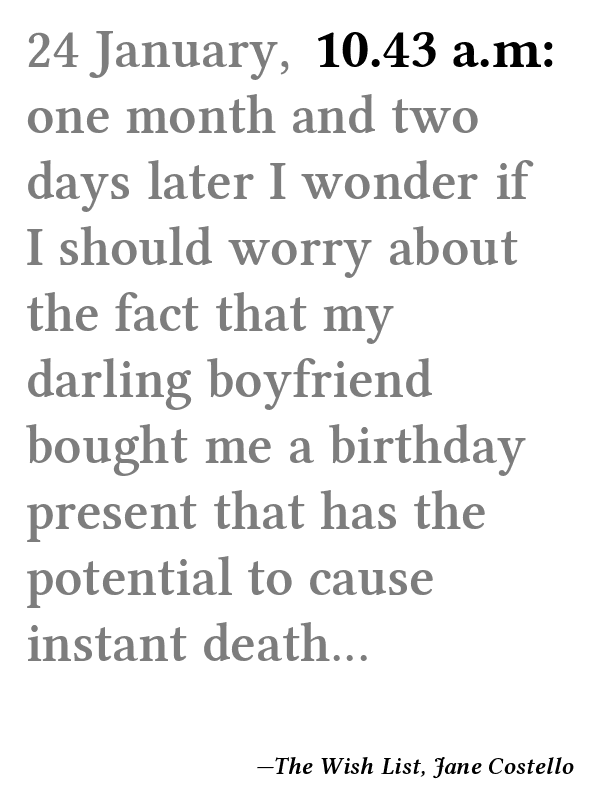 24 January,  10.43 a.m:
one month and two
days later I wonder if
I should worry about
the fact that my
darling boyfriend
bought me a birthday
present that has the
potential to cause
instant death...
—The Wish List, Jane Costello